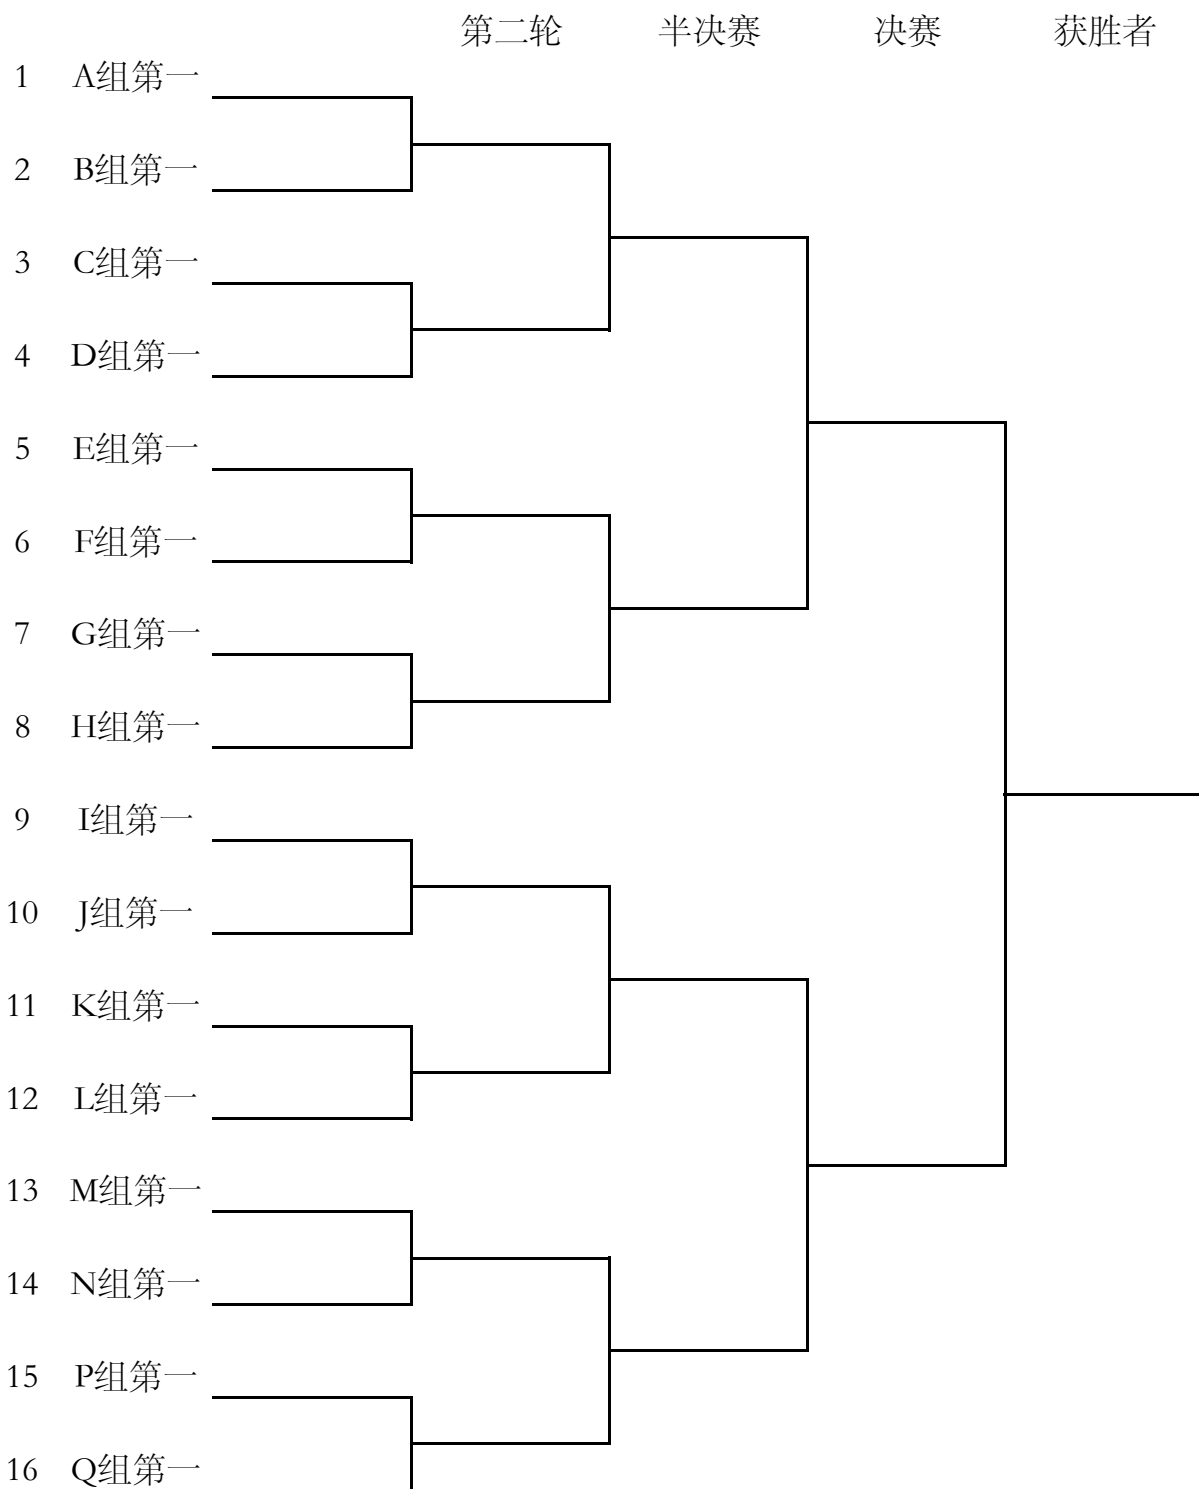 第二轮 半决赛 决赛 获胜者
1 A组第一
2 B组第一
3 C组第一
4 D组第一
5 E组第一
6 F组第一
7 G组第一
8 H组第一
9 I组第一
10 J组第一
11 K组第一
12 L组第一
13 M组第一
14 N组第一
15 P组第一
16 Q组第一